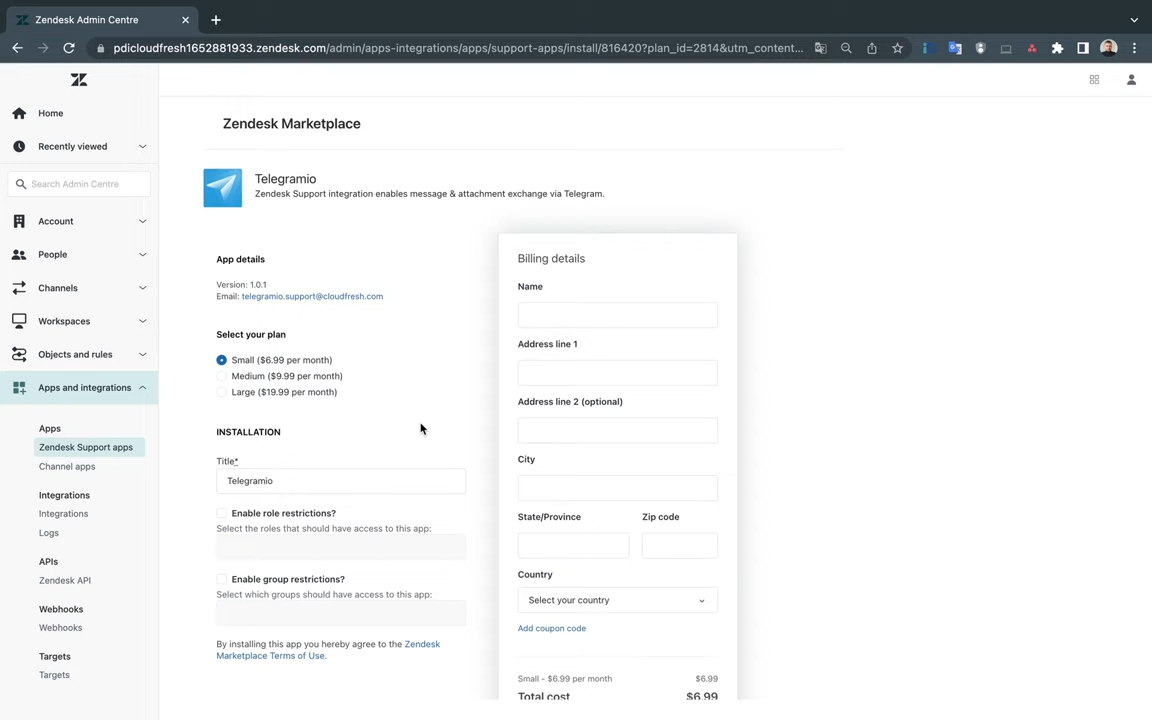 Zendesk Admin Centre
pdicloudfresh1652881933.zendesk.com/admin/apps-integrations/apps/support-apps/install/816420?plan_id=2814&utm_content...
Home
Recently viewed
Search Admin Centre
Account
People
Channels
Workspaces
Objects and rules
Apps and integrations
Apps
Zendesk Support apps
Channel apps
Integrations
Integrations
Logs
APIs
Zendesk API
Webhooks
Webhooks
Targets
Targets
Zendesk Marketplace
Telegramio
Zendesk Support integration enables message & attachment exchange via Telegram.
App details
Version: 1.0.1
Email: telegramio.support@cloudfresh.com
Select your plan
Small ($6.99 per month)
Medium ($9.99 per month)
Large ($19.99 per month)
INSTALLATION
Title*
Telegramio
Enable role restrictions?
Select the roles that should have access to this app:
Enable group restrictions?
Select which groups should have access to this app:
By installing this app you hereby agree to the Zendesk
Marketplace Terms of Use.
Billing details
Name
Address line 1
Address line 2 (optional)
City
State/Province Zip code
Country
Select your country
Add coupon code
Small - $6.99 per month $6.99
Total cost $6.99